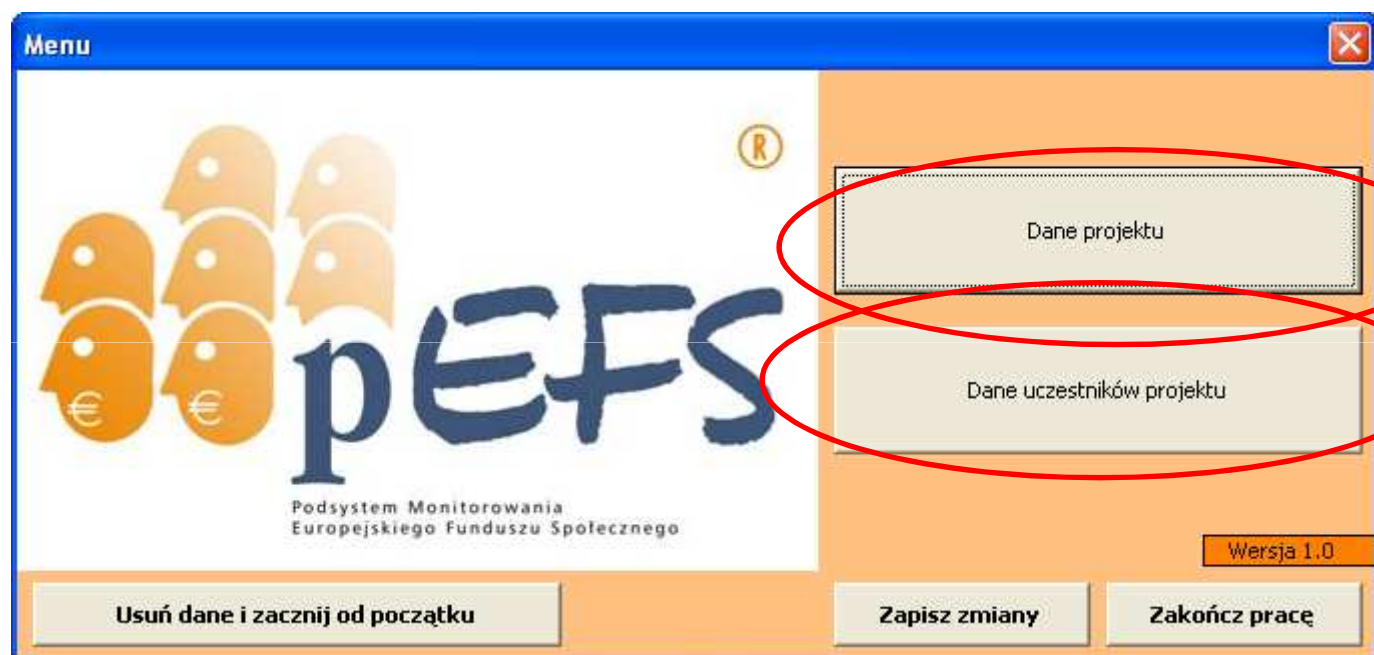 Menu
®
Dane projektu
Dane uczestników projektu
€ €
pEFS
Podsystem Monitorowania
Europejskiego Funduszu Społecznego
Wersja 1.0
Usuń dane i zacznij od początku
Zapisz zmiany
Zakończ pracę